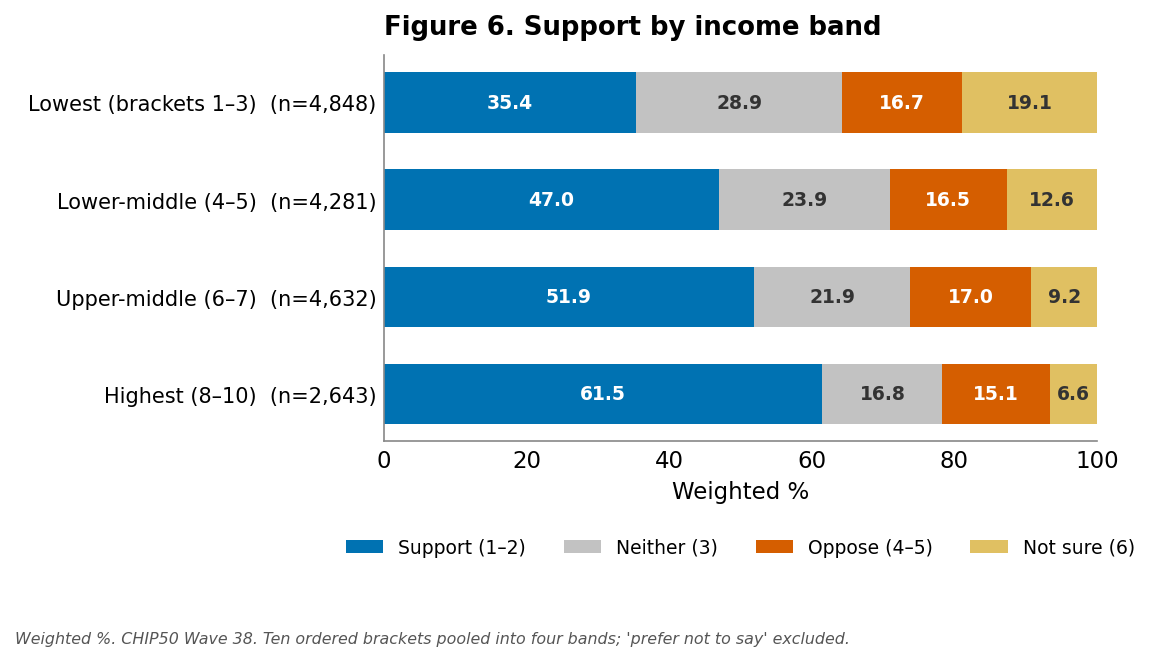 Figure 6. Support by income band
Lowest (brackets 1–3)  (n=4,848) 35.4 28.9 16.7 19.1
Lower-middle (4–5)  (n=4,281) 47.0 23.9 16.5 12.6
Upper-middle (6–7)  (n=4,632) 51.9 21.9 17.0 9.2
Highest (8–10)  (n=2,643) 61.5 16.8 15.1 6.6
0 20 40 60 80 100
Weighted %
Support (1–2) Neither (3) Oppose (4–5) Not sure (6)
Weighted %. CHIP50 Wave 38. Ten ordered brackets pooled into four bands; 'prefer not to say' excluded.